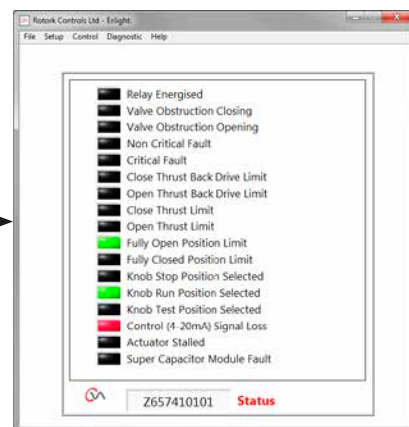 Rotork Controls Ltd - Enlight.
File Setup Control Diagnostic Help
Relay Energised
Valve Obstruction Closing
Valve Obstruction Opening
Non Critical Fault
Critical Fault
Close Thrust Back Drive Limit
Open Thrust Back Drive Limit
Close Thrust Limit
Open Thrust Limit
Fully Open Position Limit
Fully Closed Position Limit
Knob Stop Position Selected
Knob Run Position Selected
Knob Test Position Selected
Control (4-20mA) Signal Loss
Actuator Stalled
Super Capacitor Module Fault
Z657410101 Status